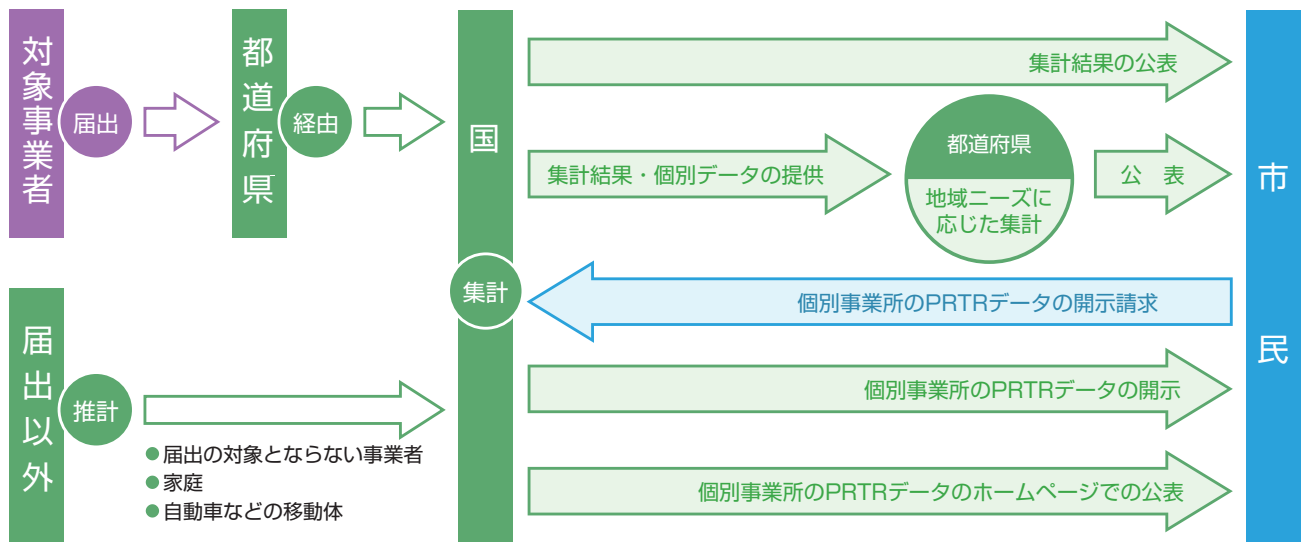 対象事業者
届出
都道府県
経由
国
集計
集計結果の公表
集計結果・個別データの提供
都道府県
地域ニーズに
応じた集計
公　表
個別事業所のPRTRデータの開示請求
個別事業所のPRTRデータの開示
個別事業所のPRTRデータのホームページでの公表
市民
届出以外
推計
●届出の対象とならない事業者
●家庭
●自動車などの移動体